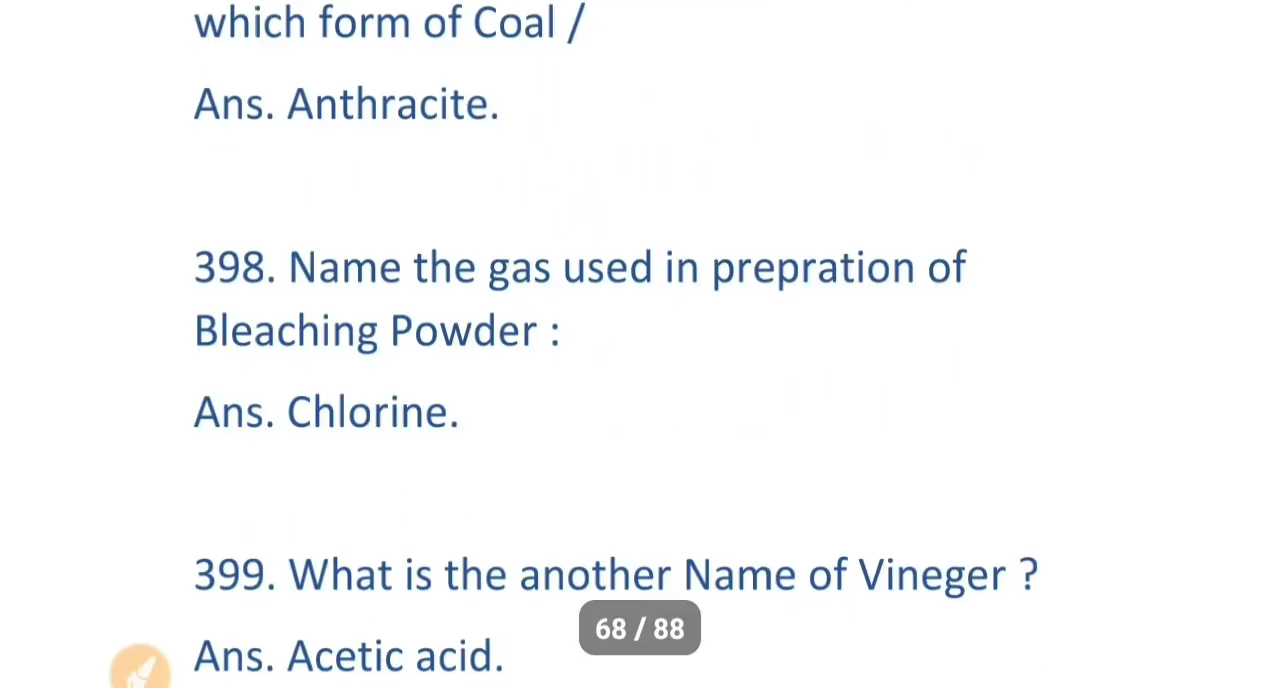 which form of Coal /
Ans. Anthracite.
398. Name the gas used in prepration of
Bleaching Powder :
Ans. Chlorine.
399. What is the another Name of Vineger ?
68 / 88
Ans. Acetic acid.